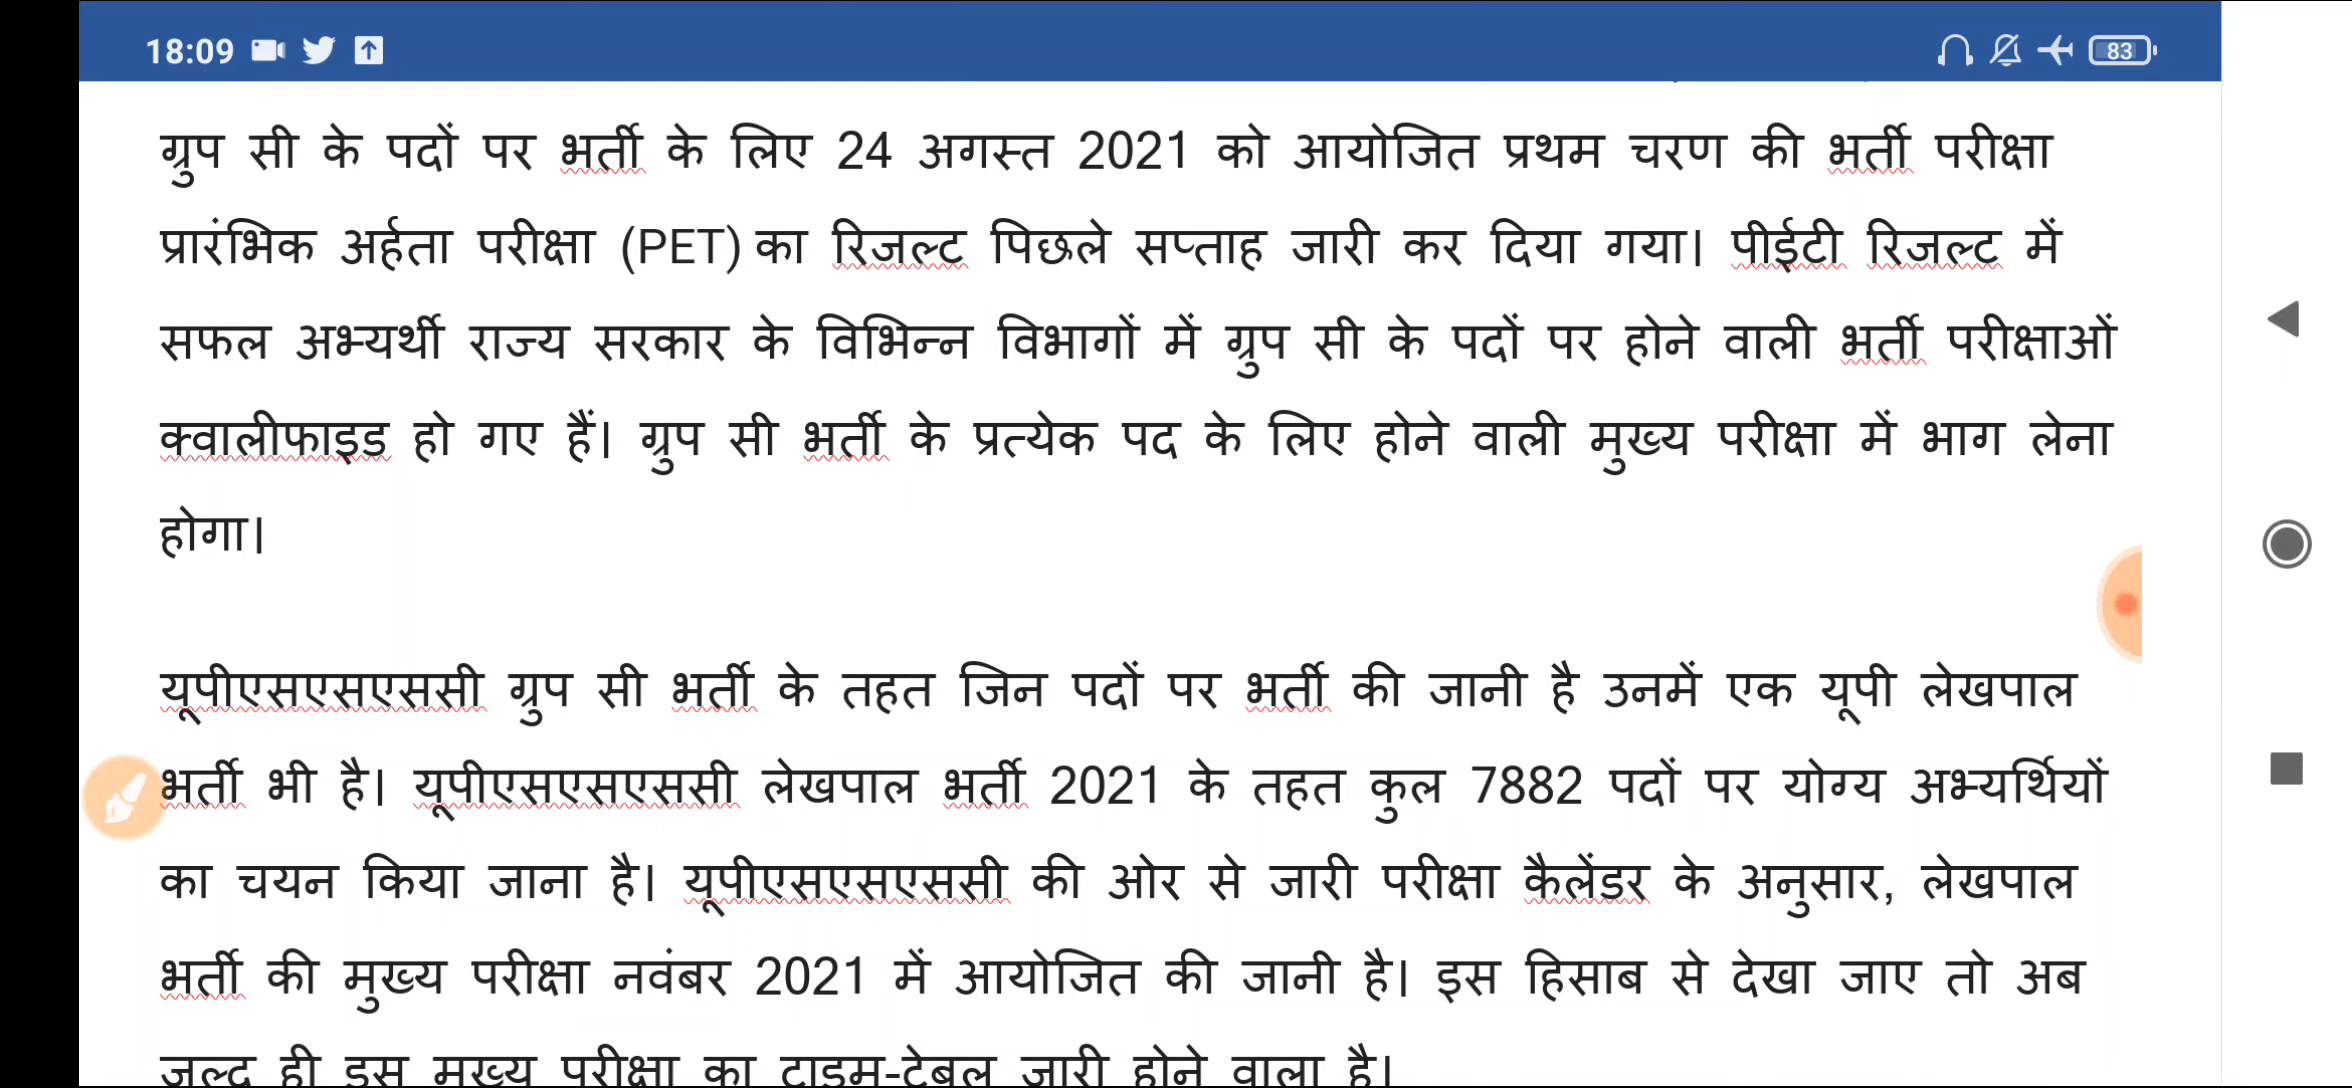 18:09
83
ग्रुप सी के पदों पर भर्ती के लिए 24 अगस्त 2021 को आयोजित प्रथम चरण की भर्ती परीक्षा
प्रारंभिक अर्हता परीक्षा (PET) का रिजल्ट पिछले सप्ताह जारी कर दिया गया। पीईटी रिजल्ट में
सफल अभ्यर्थी राज्य सरकार के विभिन्न विभागों में ग्रुप सी के पदों पर होने वाली भर्ती परीक्षाओं
क्वालीफाइड हो गए हैं। ग्रुप सी भर्ती के प्रत्येक पद के लिए होने वाली मुख्य परीक्षा में भाग लेना
होगा।
यूपीएसएसएससी ग्रुप सी भर्ती के तहत जिन पदों पर भर्ती की जानी है उनमें एक यूपी लेखपाल
भर्ती भी है। यूपीएसएसएससी लेखपाल भर्ती 2021 के तहत कुल 7882 पदों पर योग्य अभ्यर्थियों
का चयन किया जाना है। यूपीएसएसएससी की ओर से जारी परीक्षा कैलेंडर के अनुसार, लेखपाल
भर्ती की मुख्य परीक्षा नवंबर 2021 में आयोजित की जानी है। इस हिसाब से देखा जाए तो अब
जल्द ही इस मुख्य परीक्षा का टाइम-टेबल जारी होने वाला है।